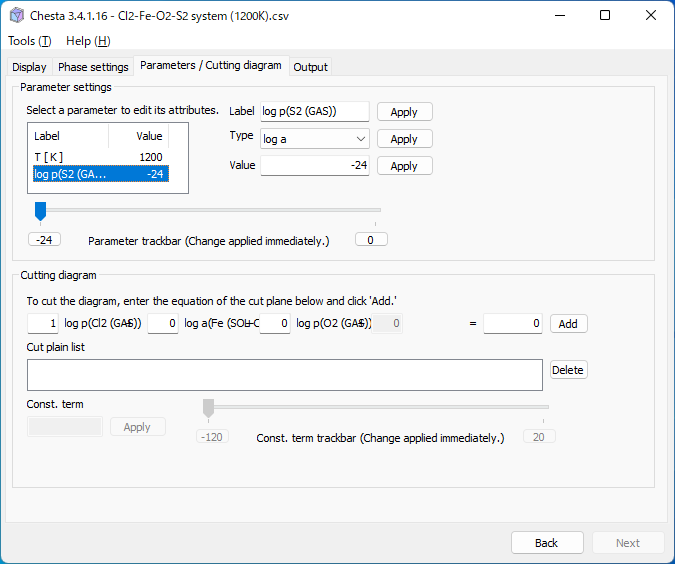 Chesta 3.4.1.16 - Cl2-Fe-O2-S2 system (1200K).csv
Tools (T) Help (H)
Display Phase settings Parameters / Cutting diagram Output
Parameter settings
Select a parameter to edit its attributes.
Label log p(S2 (GAS)) Apply
Label Value
Type log a Apply
T [ K ] 1200
log p(S2 (GA... -24
Value -24 Apply
-24 Parameter trackbar (Change applied immediately.) 0
Cutting diagram
To cut the diagram, enter the equation of the cut plane below and click 'Add.'
1 log p(Cl2 (GAS)) + 0 log a(Fe (SOL-C + 0 log p(O2 (GAS)) + 0 = 0 Add
Cut plain list
Delete
Const. term
Apply
-120 Const. term trackbar (Change applied immediately.) 20
Back Next